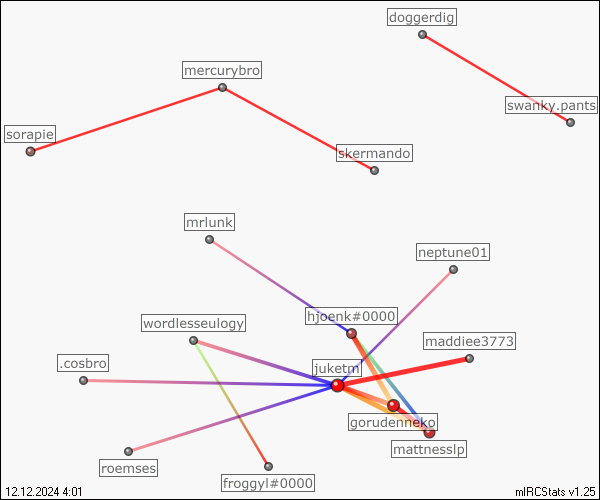 doggerdig
mercurybro
swanky.pants
sorapie
skermando
mrlunk
neptune01
hjoenk#0000
wordlesseulogy
maddiee3773
.cosbro
juketm
gorudenneko
mattnesslp
roemses
froggyl#0000
12.12.2024 4:01
mIRCStats v1.25